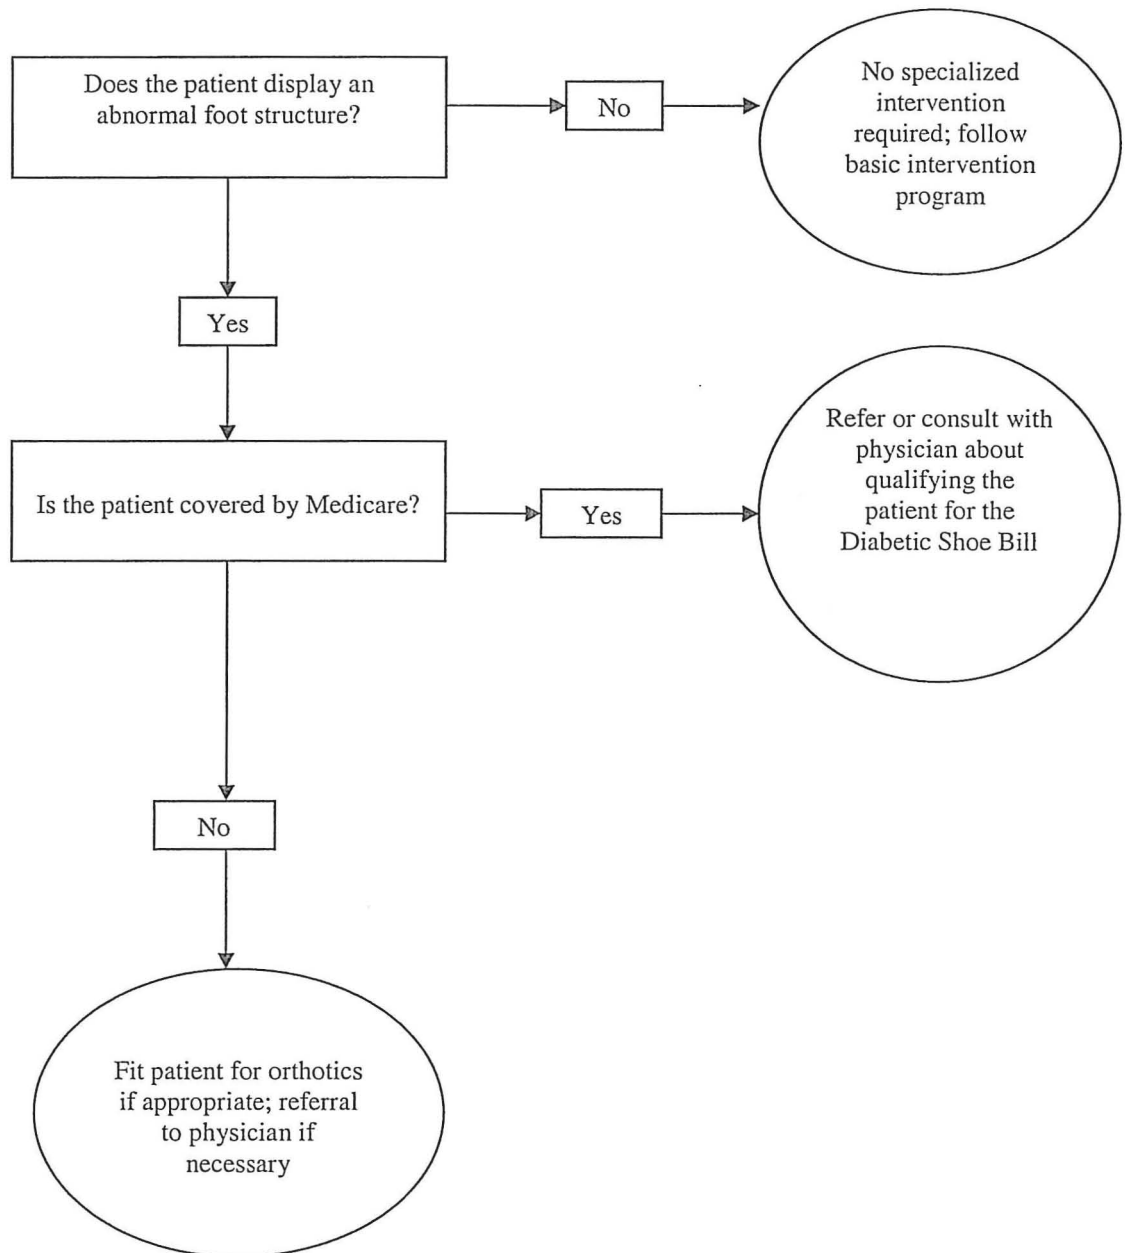 Does the patient display an
abnormal foot structure?
No
No specialized
intervention
required; follow
basic intervention
program
Yes
Is the patient covered by Medicare?
Yes
Refer or consult with
physician about
qualifying the
patient for the
Diabetic Shoe Bill
No
Fit patient for orthotics
if appropriate; referral
to physician if
necessary